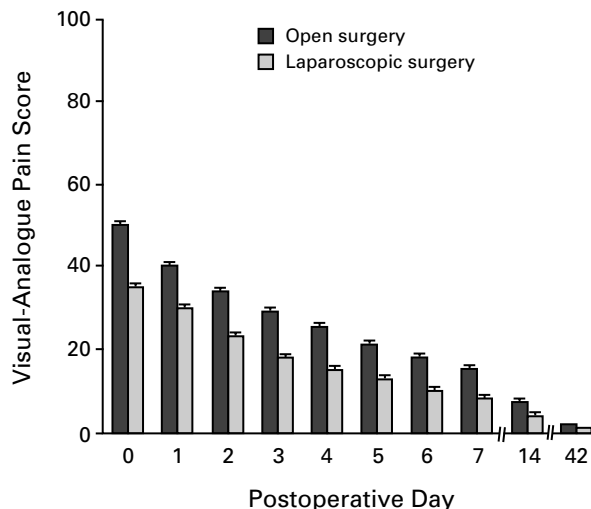 100
Open surgery
Laparoscopic surgery
80
60
40
20
0
Visual-Analogue Pain Score
0 1 2 3 4 5 6 7 14 42
Postoperative Day